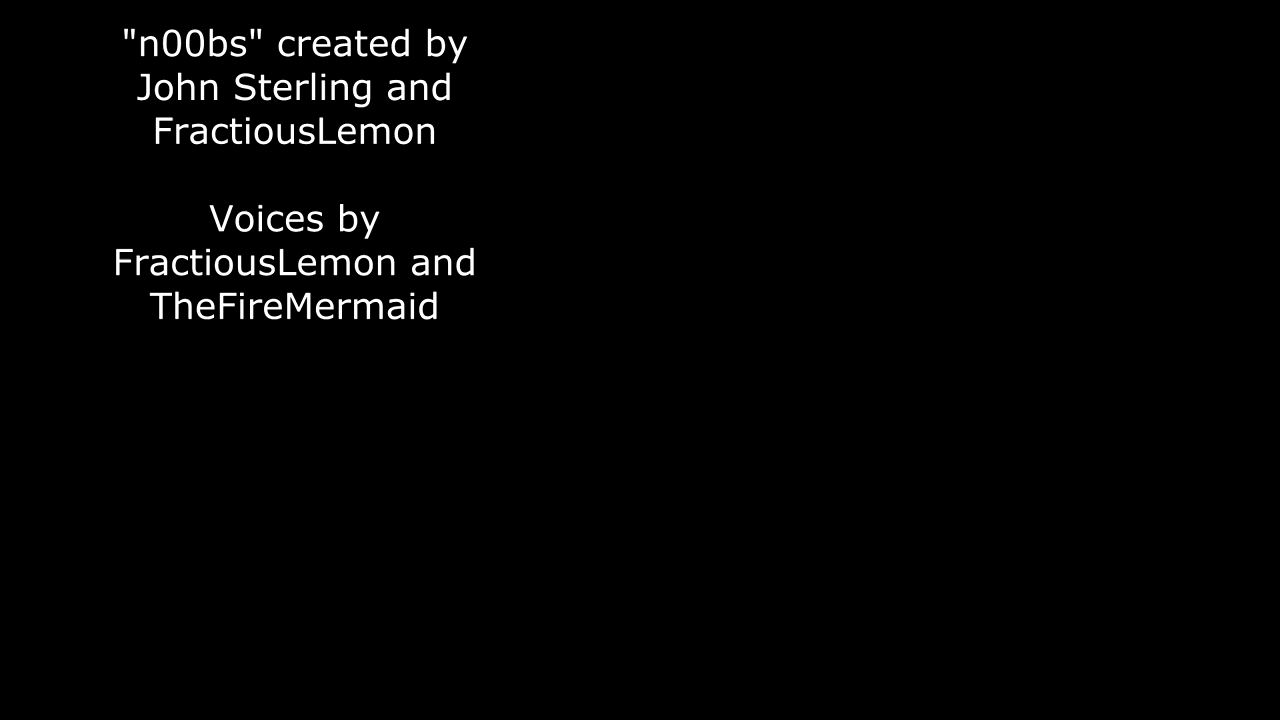 "n00bs" created by
John Sterling and
FractiousLemon
Voices by
FractiousLemon and
TheFireMermaid